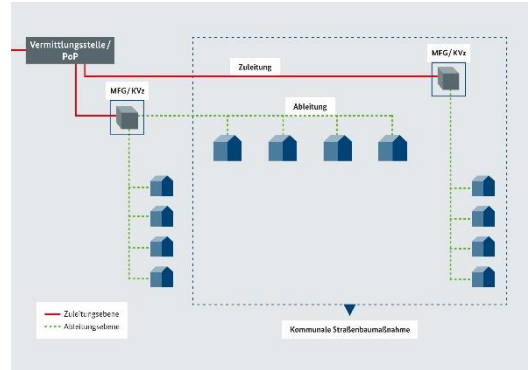 Vermittlungsstelle/
PoP
MFG/KVz
Zuleitung
MFG/KVz
Ableitung
Zuleitungsebene
Ableitungsebene
Kommunale Straßenbaumaßnahme